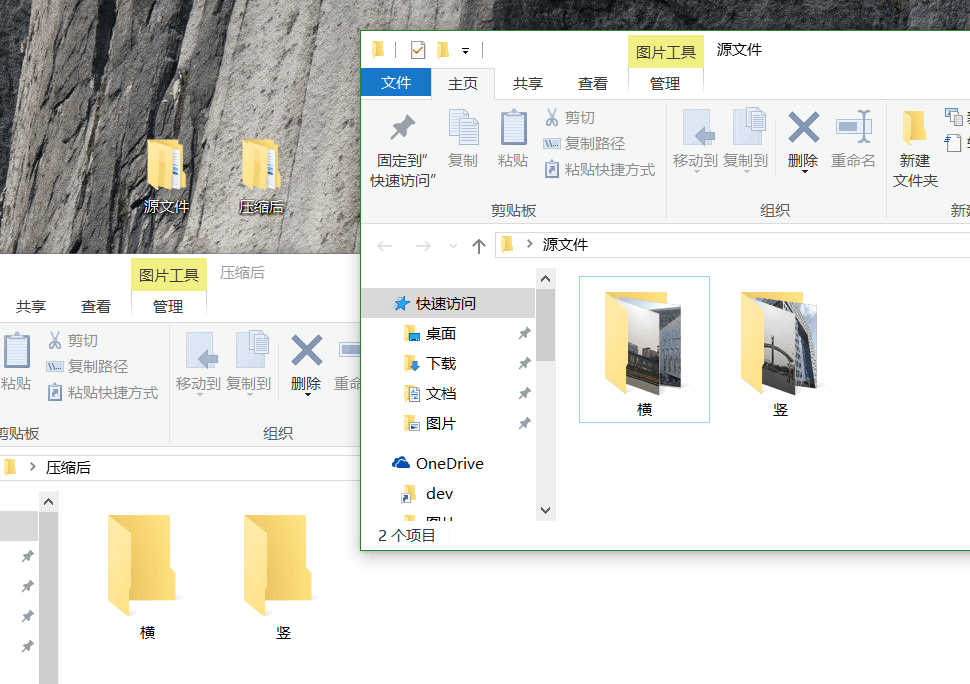 源文件
压缩后
图片工具
源文件
文件
主页
共享
查看
管理
固定到"
快速访问"
复制
粘贴
剪切
复制路径
粘贴快捷方式
剪贴板
移动到
复制到
删除
重命名
组织
新建
文件夹
新建
源文件
快速访问
桌面
下载
文档
图片
OneDrive
dev
横
竖
2 个项目
图片工具
压缩后
共享
查看
管理
粘贴
剪切
复制路径
粘贴快捷方式
剪贴板
移动到
复制到
删除
重命
组织
压缩后
横
竖